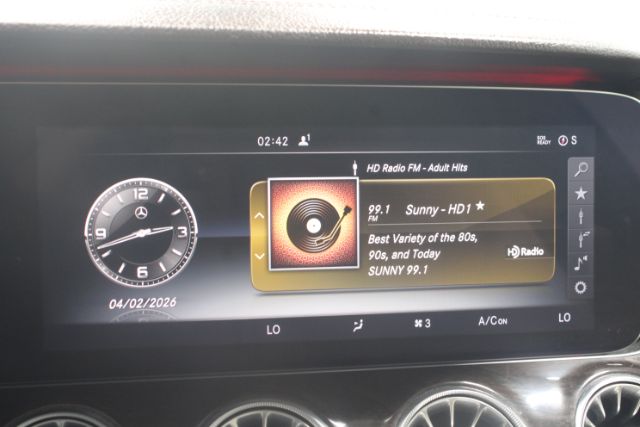 02:42
1
SOS READY
S
HD Radio FM - Adult Hits
99.1 FM Sunny - HD1
Best Variety of the 80s,
90s, and Today
SUNNY 99.1
HD Radio
12
3
6
9
04/02/2026
LO
3
A/C ON
LO